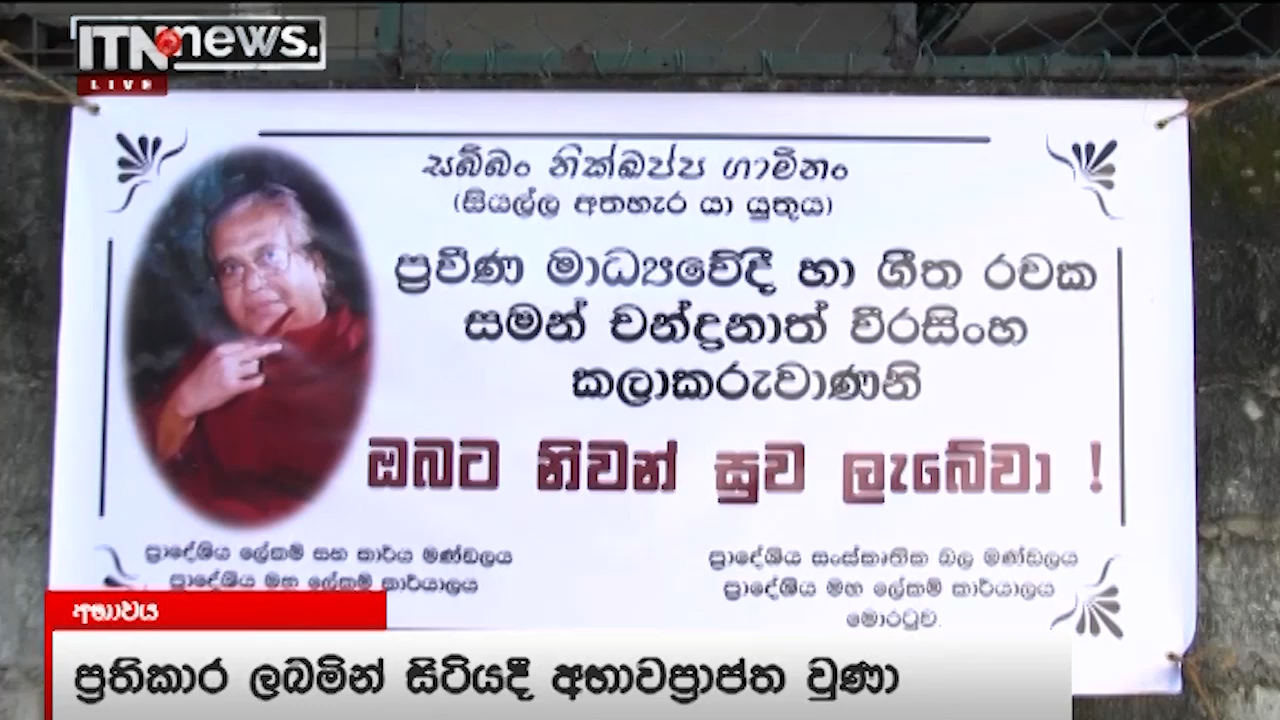 ITN news.
LIVE
සබ්බං නික්ඛප්ප ගාමීනං
(සියල්ල අතහැර යා යුතුය)
ප්‍රවීණ මාධ්‍යවේදී හා ගීත රචක
සමන් චන්ද්‍රනාත් වීරසිංහ
කලාකරුවාණනි
ඔබට නිවන් සුව ලැබේවා !
ප්‍රාදේශීය ලේකම් සහ කාර්ය මණ්ඩලය
ප්‍රාදේශීය මහ ලේකම් කාර්යාලය
ප්‍රාදේශීය සංස්කෘතික බල මණ්ඩලය
ප්‍රාදේශීය මහ ලේකම් කාර්යාලය
මොරටුව.
අභාවය
ප්‍රතිකාර ලබමින් සිටියදී අභාවප්‍රාප්ත වුණා